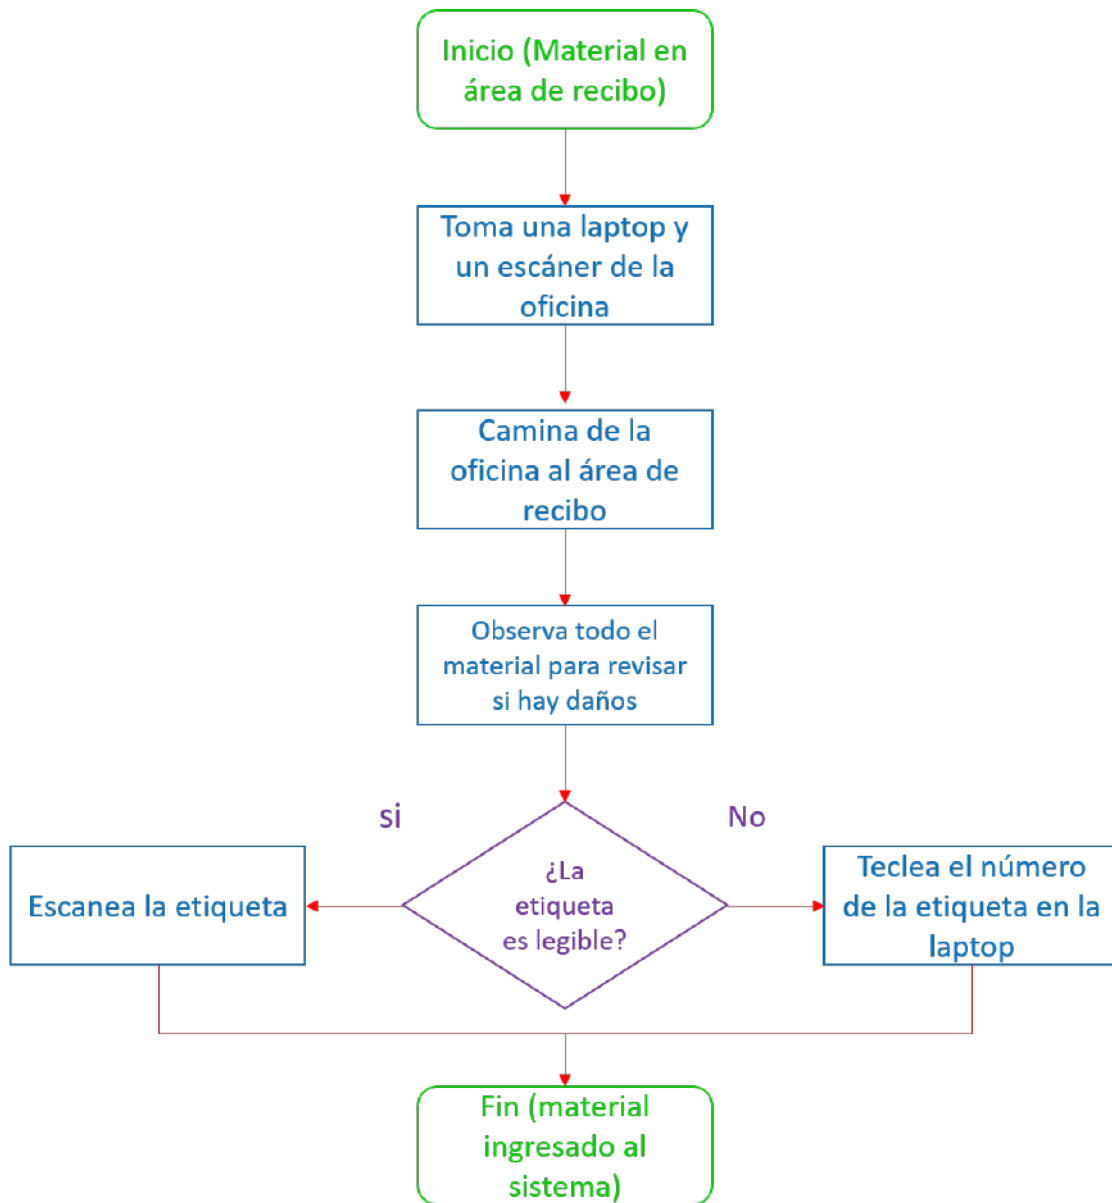 Inicio (Material en
área de recibo)
Toma una laptop y
un escáner de la
oficina
Camina de la
oficina al área de
recibo
Observa todo el
material para revisar
si hay daños
si
No
¿La
etiqueta
es legible?
Escanea la etiqueta
Teclea el número
de la etiqueta en la
laptop
Fin (material
ingresado al
sistema)